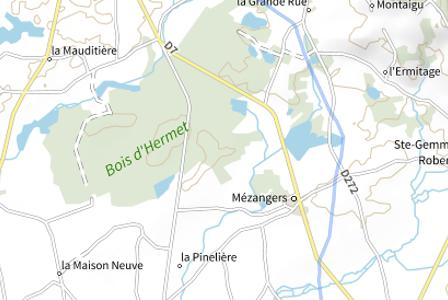 la Grande Rue
Montaigu
la Mauditière
D7
l'Ermitage
Bois d'Hermet
Ste-Gemm
Rober
D272
Mézangers
la Pinelière
la Maison Neuve